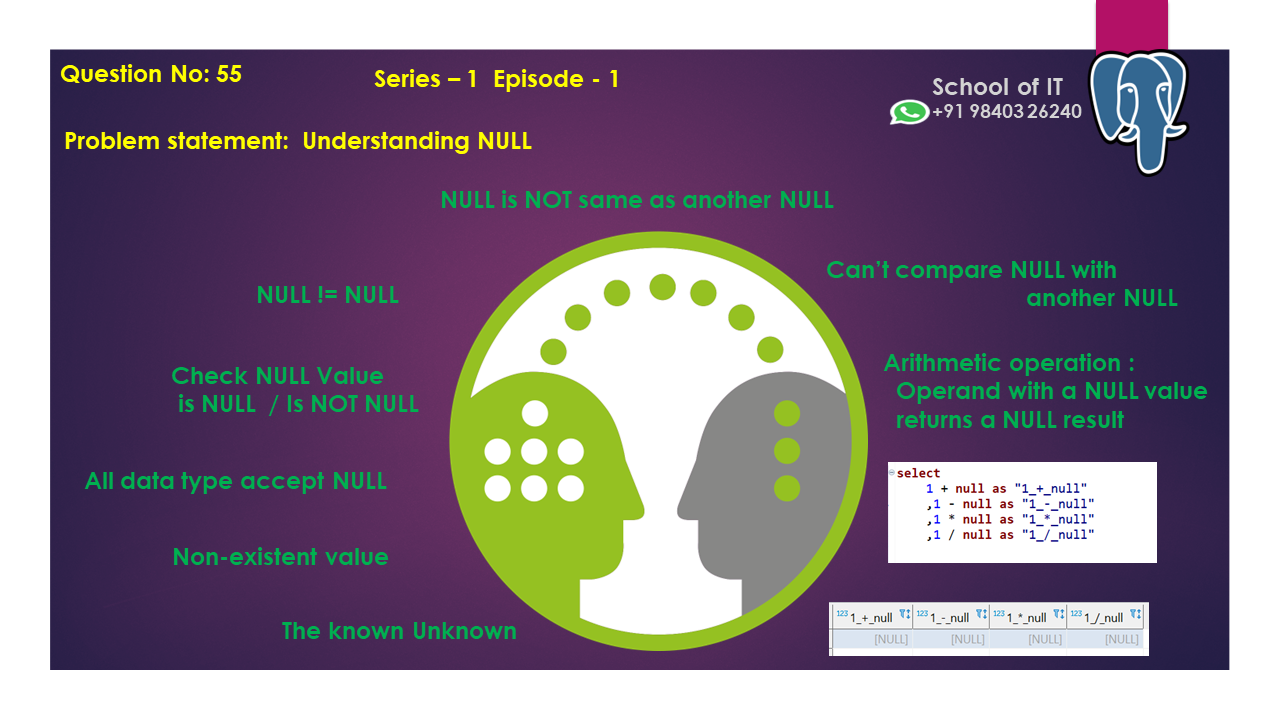 Question No: 55
Series – 1 Episode - 1
School of IT
+91 98403 26240
Problem statement: Understanding NULL
NULL is NOT same as another NULL
Can't compare NULL with
another NULL
NULL != NULL
Arithmetic operation :
Operand with a NULL value
returns a NULL result
Check NULL Value
is NULL / Is NOT NULL
All data type accept NULL
Non-existent value
The known Unknown
select
1 + null as "1_+_null"
,1 - null as "1_-_null"
,1 * null as "1_*_null"
,1 / null as "1_/_null"
123 1_+_null 123 1_-_null 123 1_*_null 123 1_/_null
[NULL] [NULL] [NULL] [NULL]